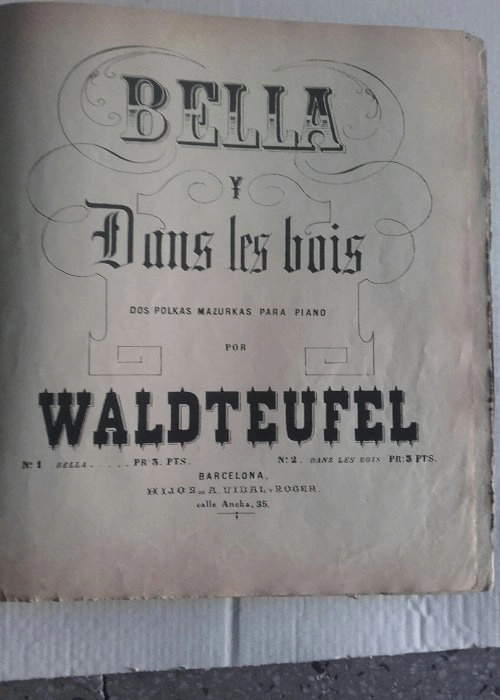 BELLA
Y
Dans les bois
DOS POLKAS MAZURKAS PARA PIANO
POR
WALDTEUFEL
Nº 1 BELLA . . . . . PR: 3. PTS. Nº 2. DANS LES BOIS PR: 3 PTS.
BARCELONA,
HIJOS DE A. VIDAL Y ROGER.
calle Ancha, 35.